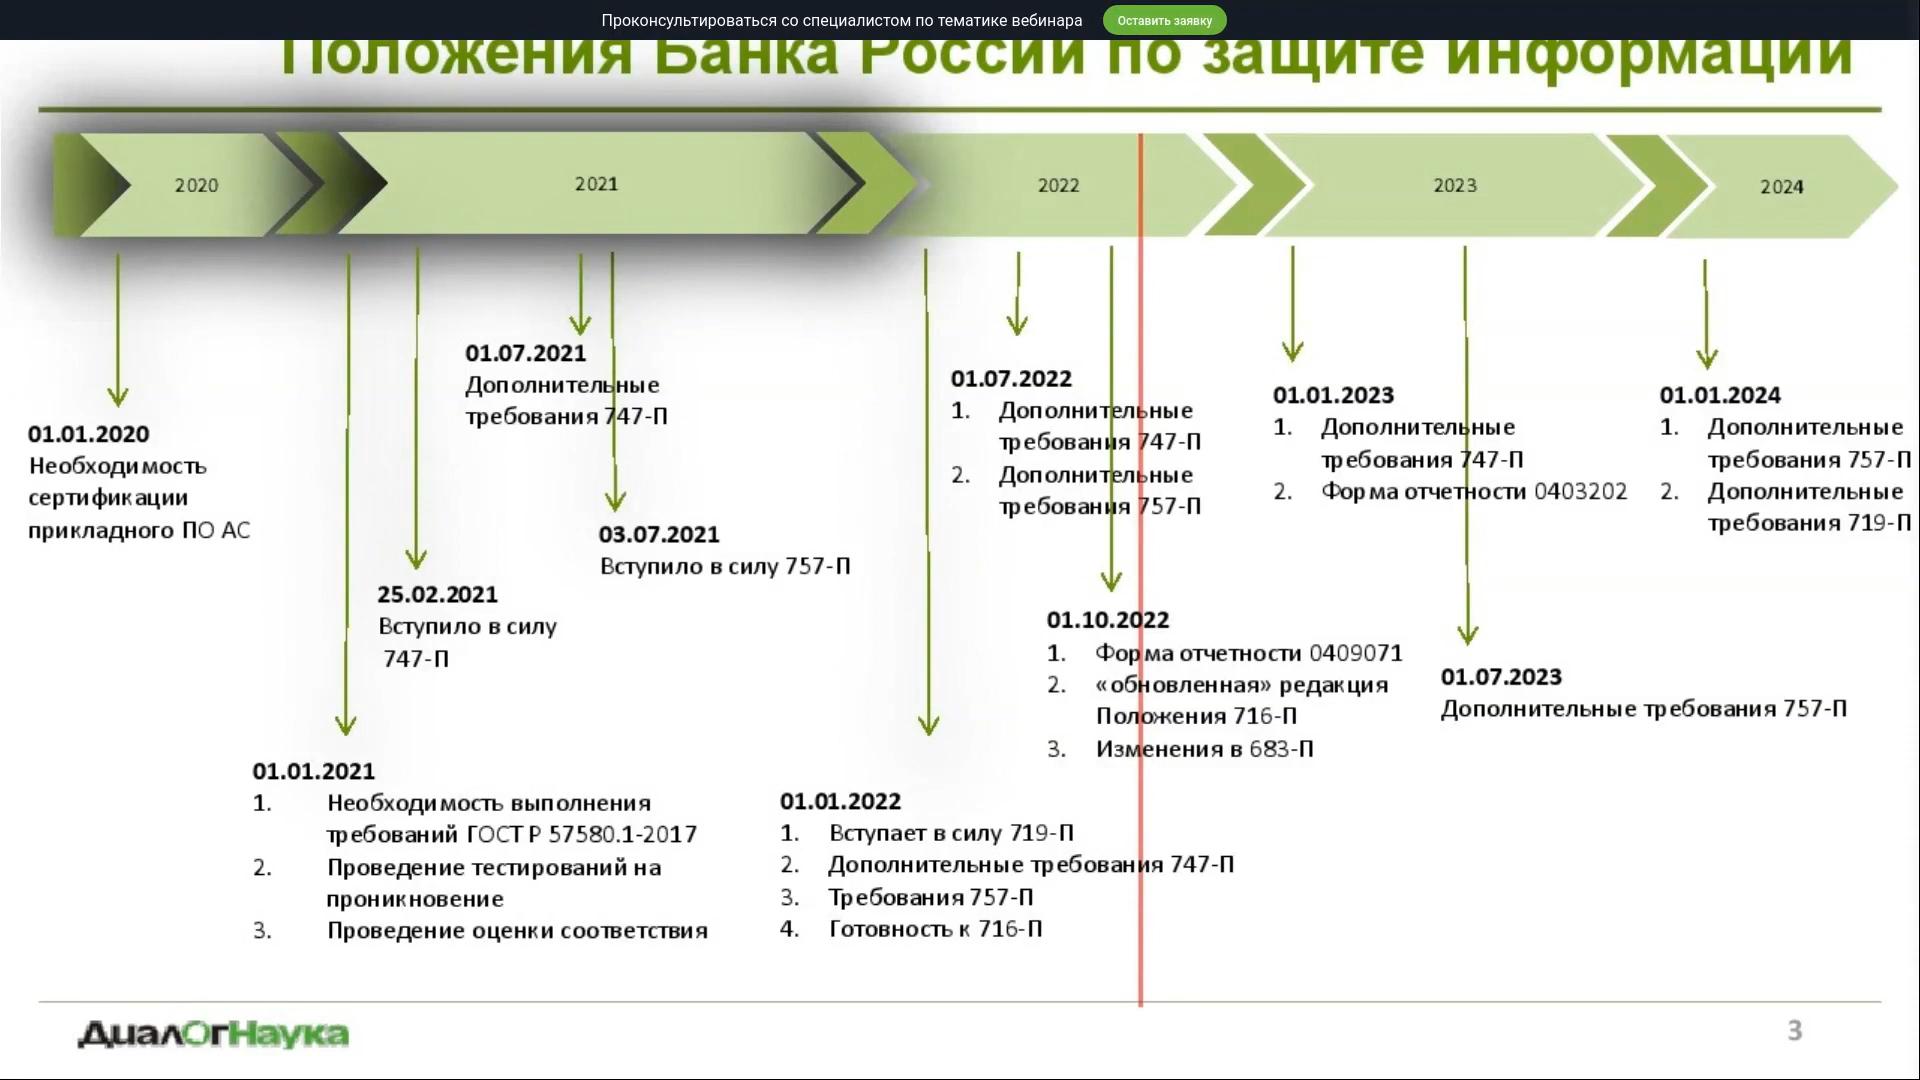 Проконсультироваться со специалистом по тематике вебинара
Оставить заявку
Положения Банка России по защите информации
2020
2021
2022
2023
2024
01.01.2020
Необходимость
сертификации
прикладного ПО АС
01.01.2021
1. Необходимость выполнения
требований ГОСТ Р 57580.1-2017
2. Проведение тестирований на
проникновение
3. Проведение оценки соответствия
25.02.2021
Вступило в силу
747-П
01.07.2021
Дополнительные
требования 747-П
03.07.2021
Вступило в силу 757-П
01.01.2022
1. Вступает в силу 719-П
2. Дополнительные требования 747-П
3. Требования 757-П
4. Готовность к 716-П
01.07.2022
1. Дополнительные
требования 747-П
2. Дополнительные
требования 757-П
01.10.2022
1. Форма отчетности 0409071
2. «обновленная» редакция
Положения 716-П
3. Изменения в 683-П
01.01.2023
1. Дополнительные
требования 747-П
2. Форма отчетности 0403202
01.07.2023
Дополнительные требования 757-П
01.01.2024
1. Дополнительные
требования 757-П
2. Дополнительные
требования 719-П
ДиалОгНаука
3